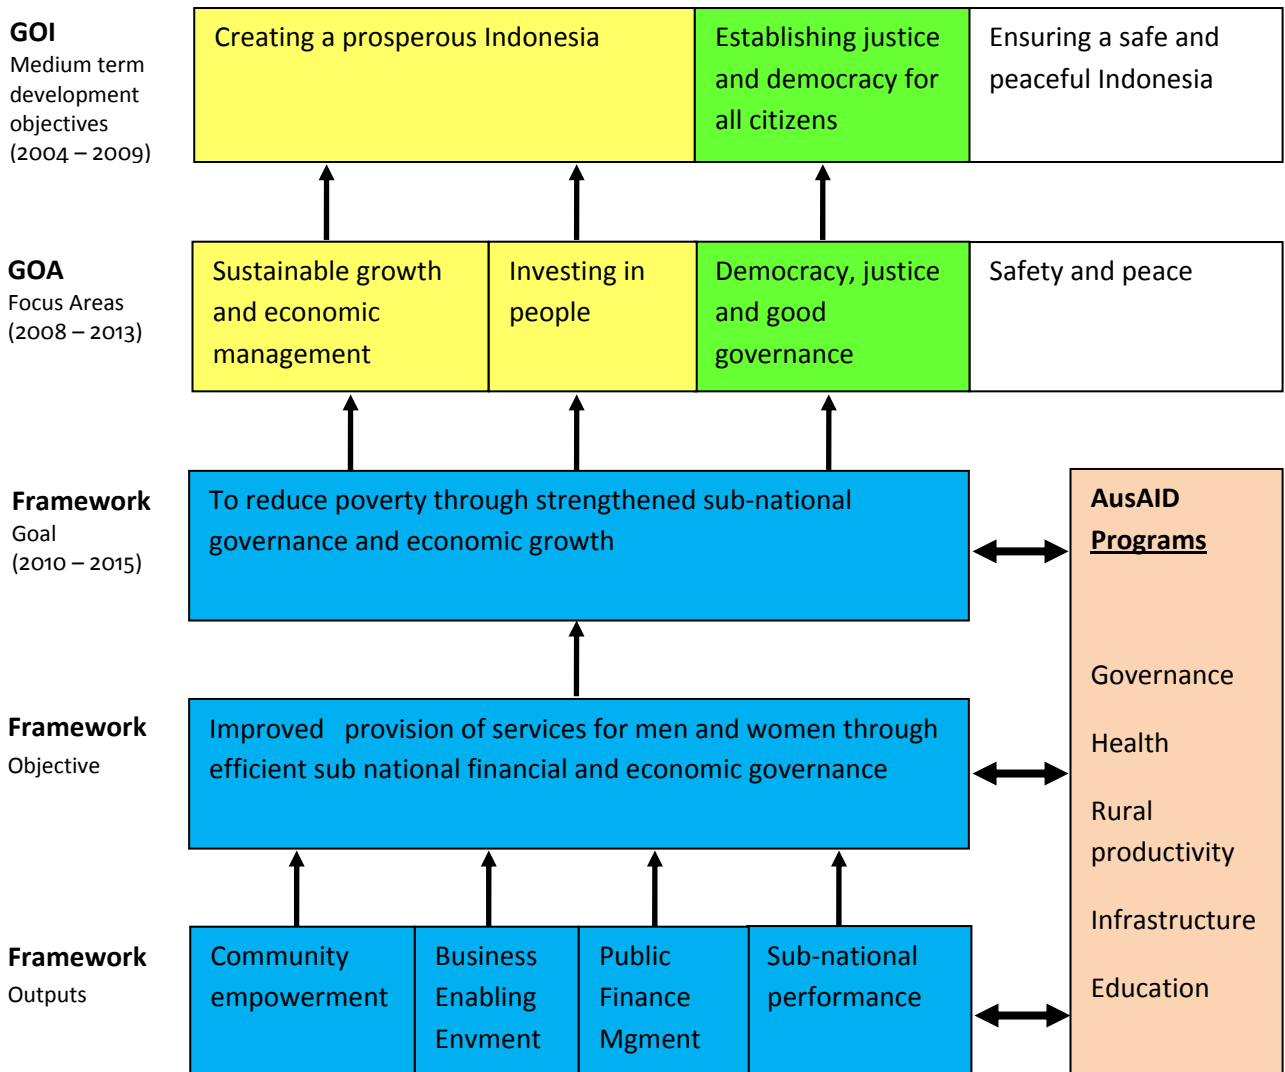 GOI
Medium term
development
objectives
(2004 – 2009)
Creating a prosperous Indonesia
Establishing justice
and democracy for
all citizens
Ensuring a safe and
peaceful Indonesia
GOA
Focus Areas
(2008 – 2013)
Sustainable growth
and economic
management
Investing in
people
Democracy, justice
and good
governance
Safety and peace
Framework
Goal
(2010 – 2015)
To reduce poverty through strengthened sub-national
governance and economic growth
Framework
Objective
Improved provision of services for men and women through
efficient sub national financial and economic governance
Framework
Outputs
Community
empowerment
Business
Enabling
Envment
Public
Finance
Mgment
Sub-national
performance
AusAID
Programs
Governance
Health
Rural
productivity
Infrastructure
Education